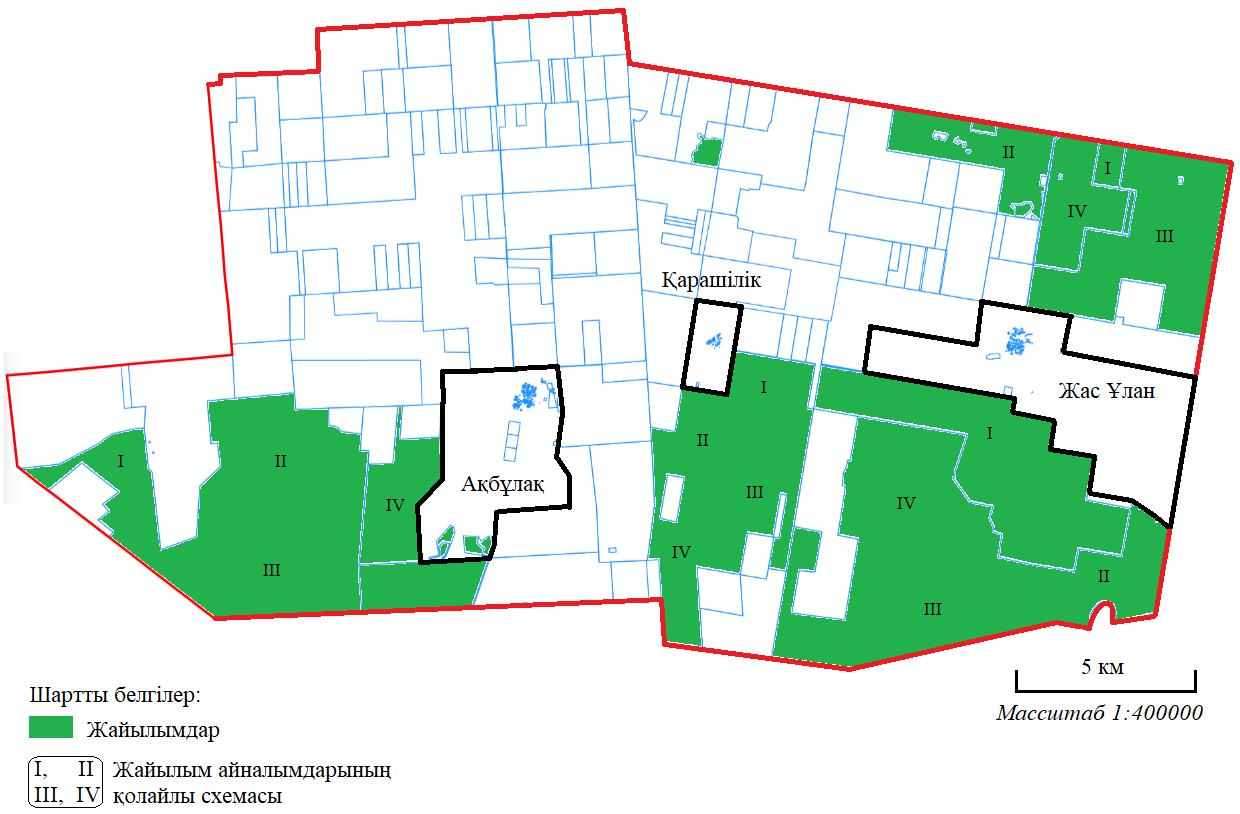 II
I
IV
III
Қарашілік
Жас Ұлан
I
I
II
I
II
III
IV
Ақбұлақ
IV
IV
III
II
III
5 км
Масштаб 1:400000
Шартты белгілер:
Жайылымдар
I, II
III, IV
Жайылым айналымдарының
қолайлы схемасы